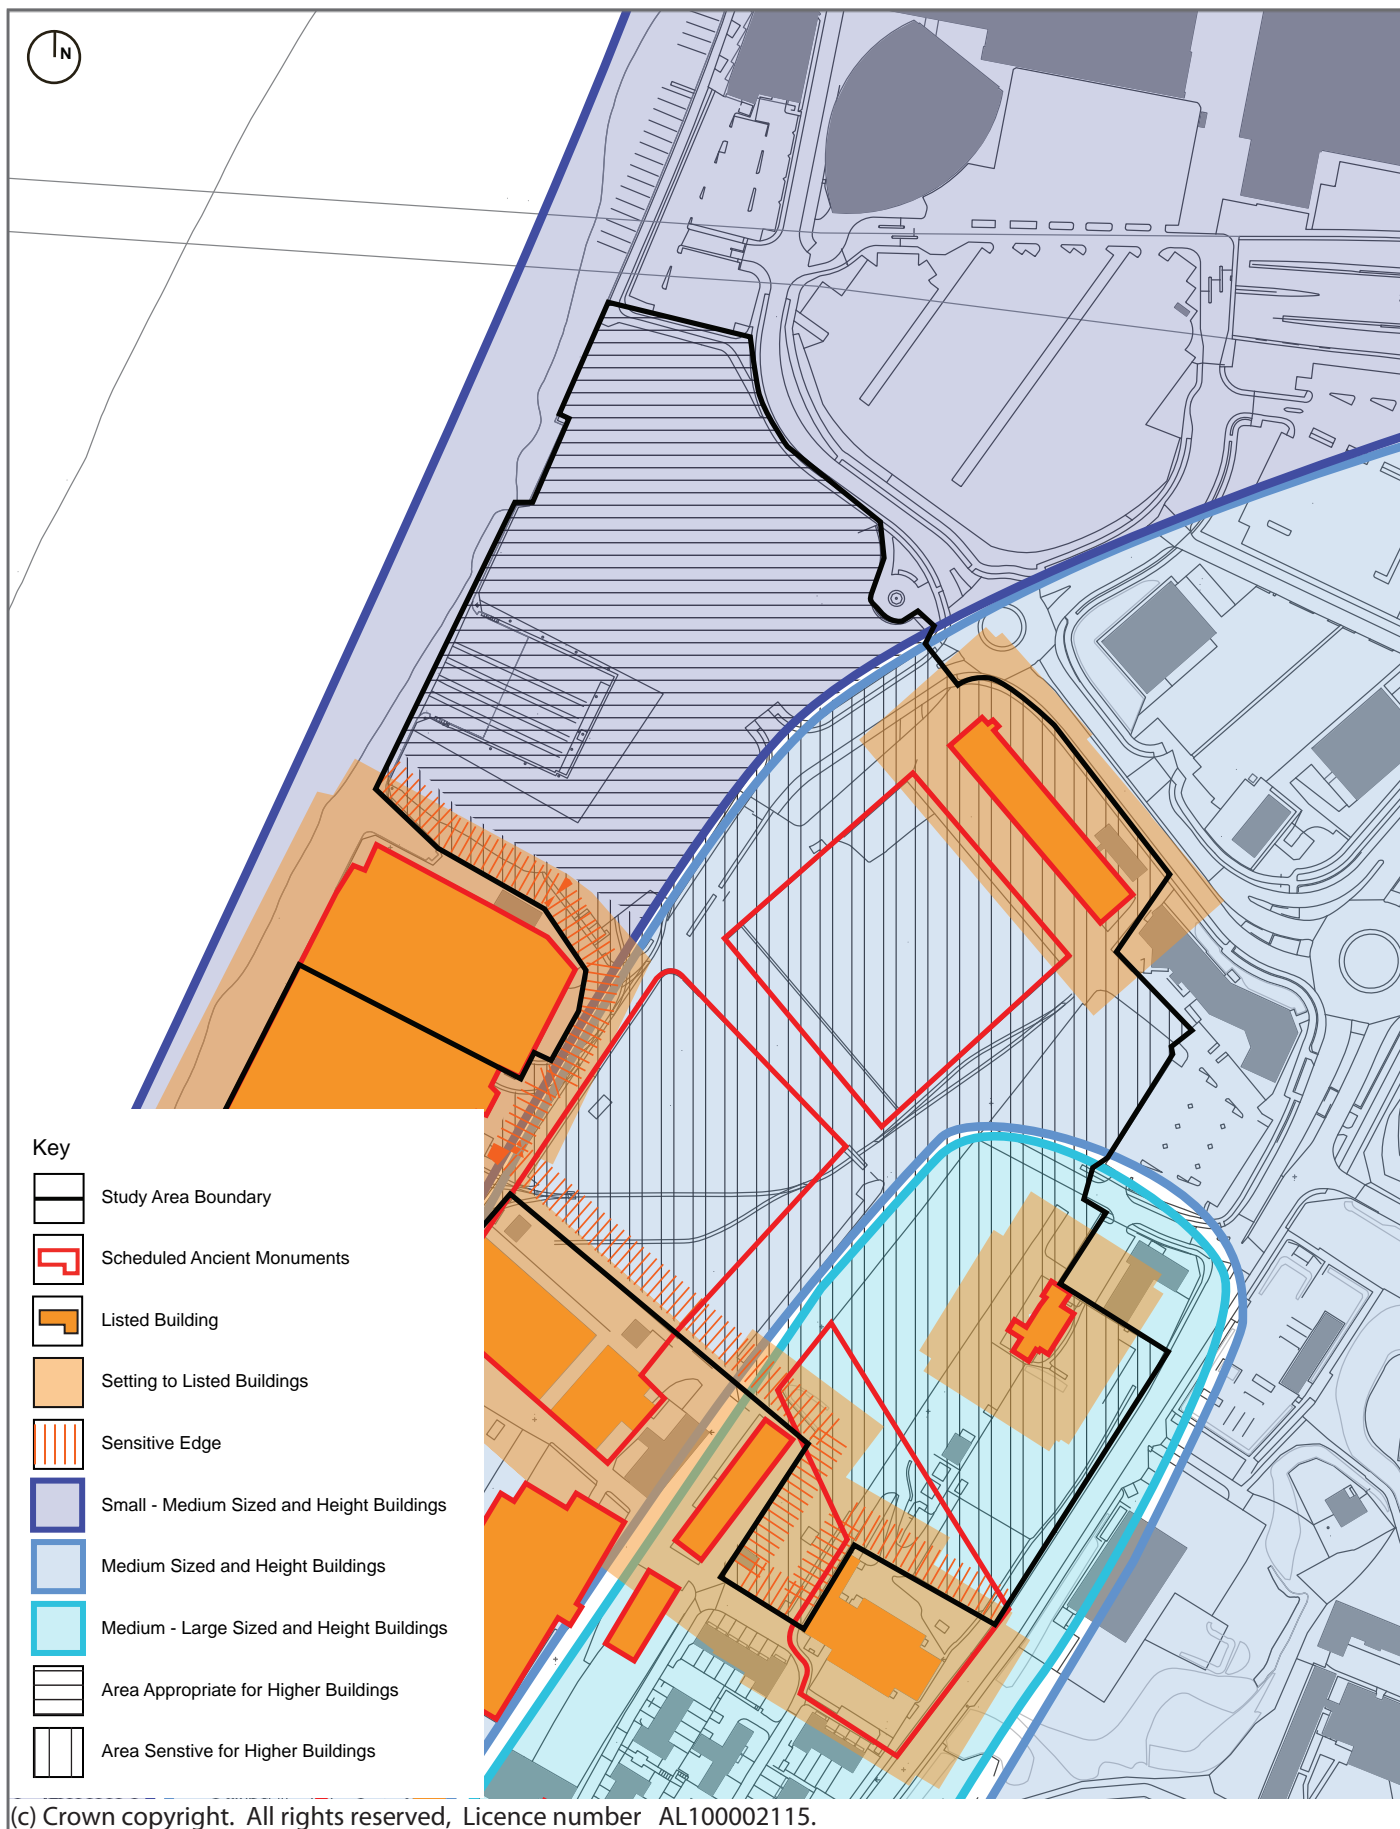 N
Key
Study Area Boundary
Scheduled Ancient Monuments
Listed Building
Setting to Listed Buildings
Sensitive Edge
Small - Medium Sized and Height Buildings
Medium Sized and Height Buildings
Medium - Large Sized and Height Buildings
Area Appropriate for Higher Buildings
Area Senstive for Higher Buildings
(c) Crown copyright. All rights reserved, Licence number AL100002115.